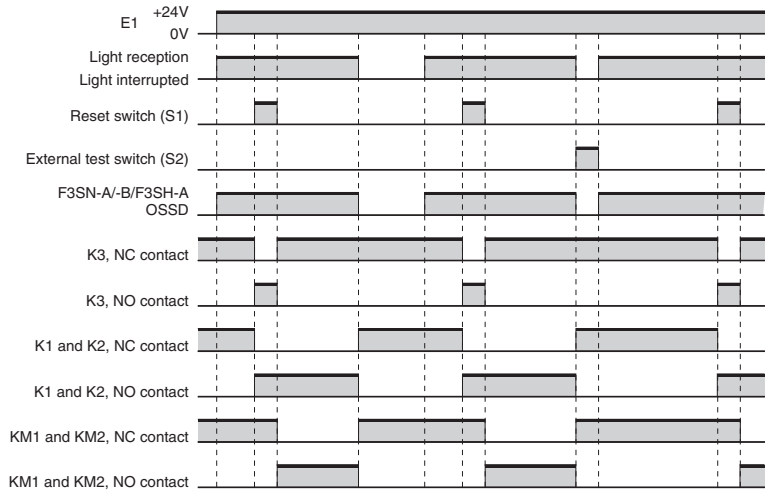 E1 +24V
0V
Light reception
Light interrupted
Reset switch (S1)
External test switch (S2)
F3SN-A/-B/F3SH-A
OSSD
K3, NC contact
K3, NO contact
K1 and K2, NC contact
K1 and K2, NO contact
KM1 and KM2, NC contact
KM1 and KM2, NO contact